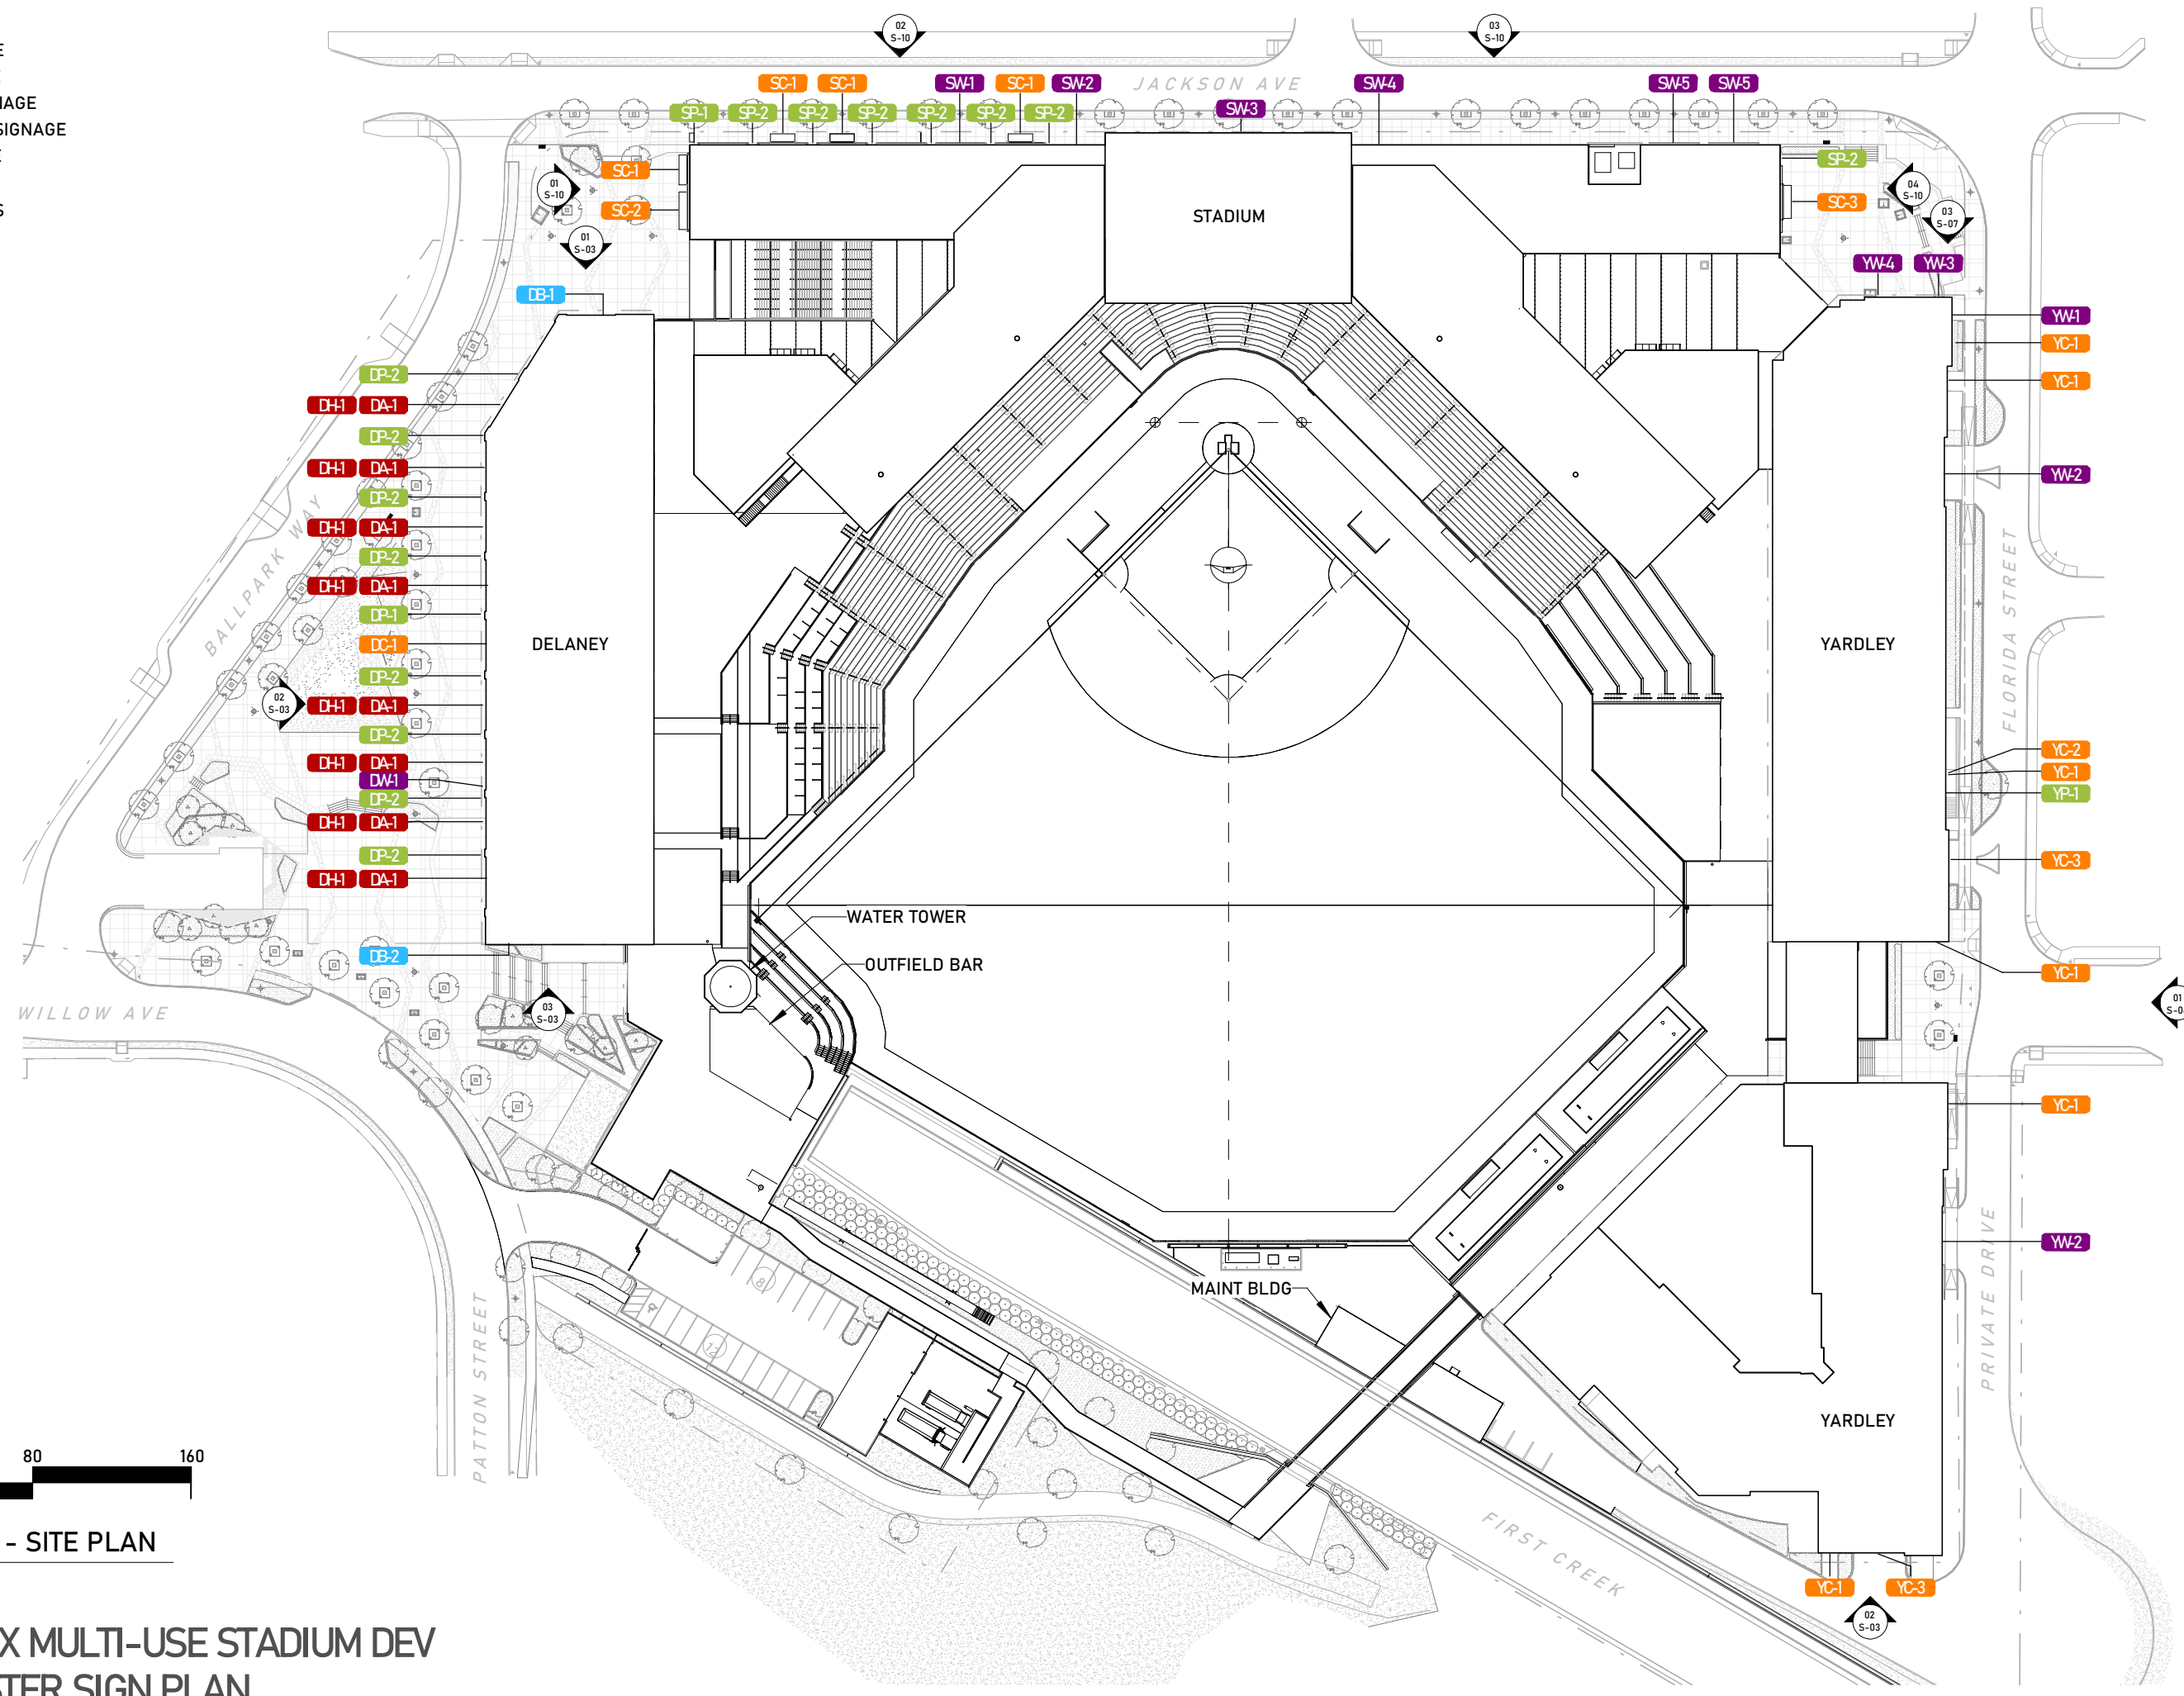 E
NAGE
SIGNAGE
E
S
02
S-10
03
S-10
JACKSON AVE
SC-1
SC-1
SW-1
SC-1
SW-2
SW-4
SW-5
SW-5
SP-1
SP-2
SP-2
SP-2
SP-2
SP-2
SP-2
SW-3
SC-1
SC-2
01
S-10
01
S-03
STADIUM
SP-2
SC-3
04
S-10
03
S-07
YW-4
YW-3
DB-1
YW-1
YC-1
YC-1
YW-2
DP-2
DH-1 DA-1
DP-2
DH-1 DA-1
DP-2
DH-1 DA-1
DP-2
DH-1 DA-1
DP-1
DC-1
DP-2
DH-1 DA-1
DP-2
DH-1 DA-1
DW-1
DP-2
DH-1 DA-1
DP-2
DH-1 DA-1
DB-2
BALLPARK WAY
02
S-03
DELANEY
YARDLEY
FLORIDA STREET
YC-2
YC-1
YP-1
YC-3
YC-1
WATER TOWER
OUTFIELD BAR
03
S-03
WILLOW AVE
01
YC-1
YW-2
MAINT BLDG
8
12
PATTON STREET
PRIVATE DRIVE
YARDLEY
FIRST CREEK
YC-1
YC-3
02
S-03
80
160
- SITE PLAN
X MULTI-USE STADIUM DEV
STER SIGN PLAN